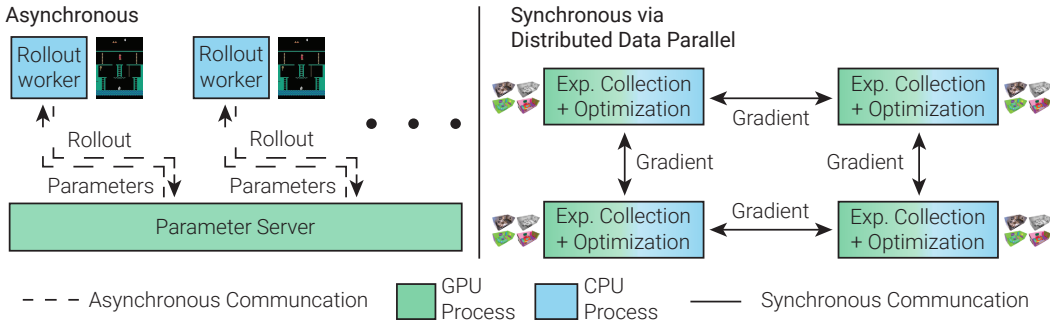 Asynchronous
Rollout
worker
Rollout
worker
Rollout
Parameters
Rollout
Parameters
Parameter Server
Synchronous via
Distributed Data Parallel
Exp. Collection
+ Optimization
Gradient
Exp. Collection
+ Optimization
Gradient
Gradient
Exp. Collection
+ Optimization
Gradient
Exp. Collection
+ Optimization
Asynchronous Communcation
GPU
Process
CPU
Process
Synchronous Communcation